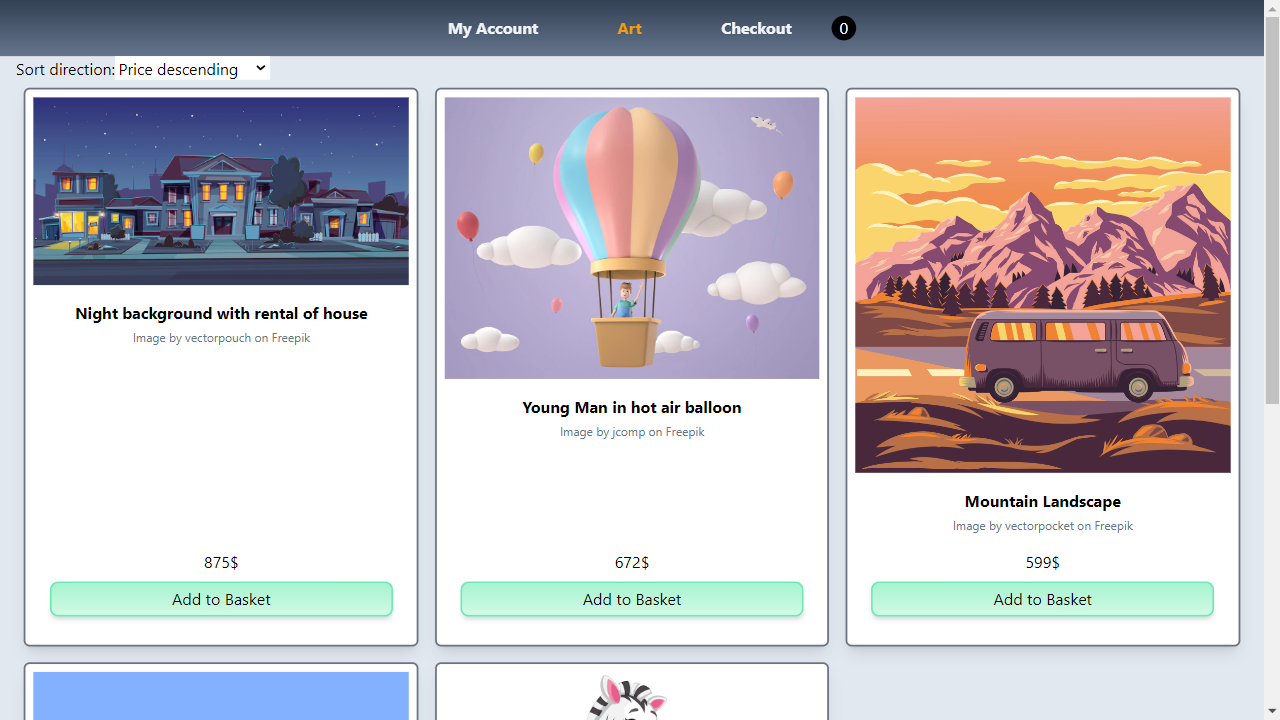 My Account Art Checkout 0
Sort direction: Price descending
Night background with rental of house
Image by vectorpouch on Freepik
875$
Add to Basket
Young Man in hot air balloon
Image by jcomp on Freepik
672$
Add to Basket
Mountain Landscape
Image by vectorpocket on Freepik
599$
Add to Basket